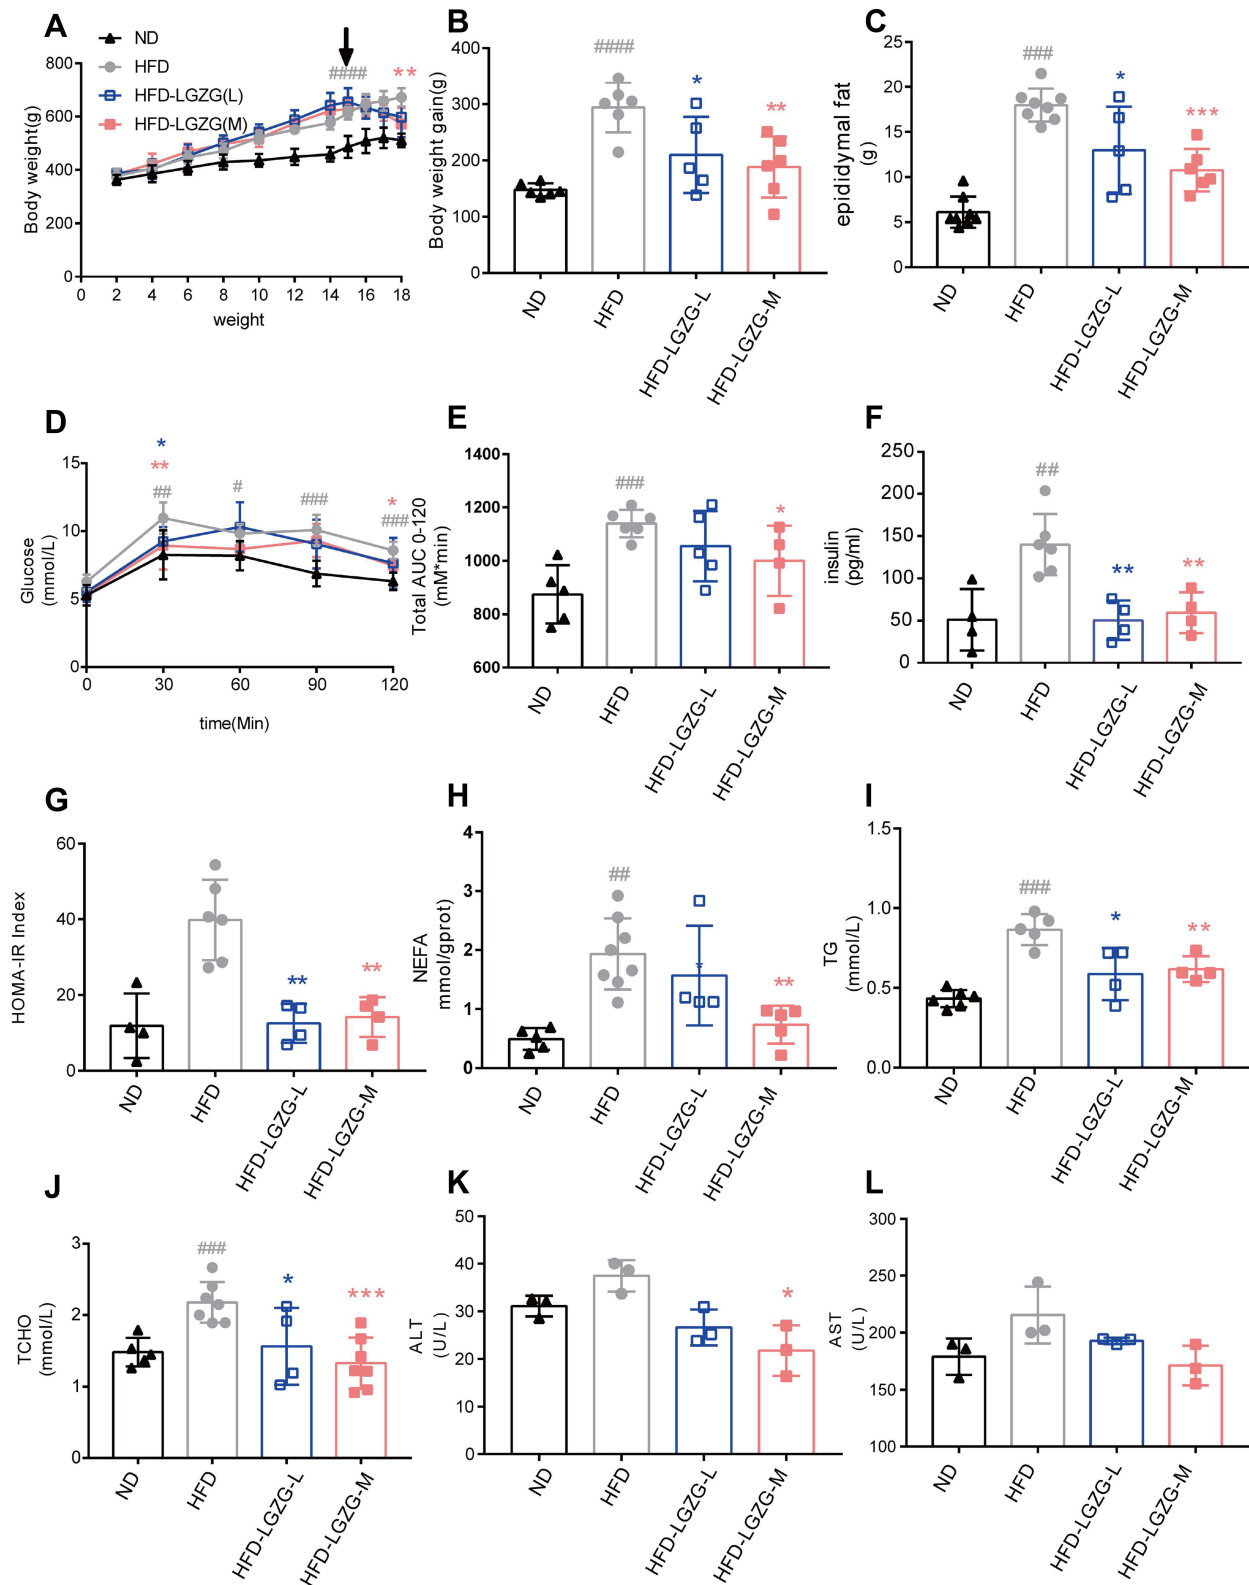 A
ND
HFD
HFD-LGZG(L)
HFD-LGZG(M)
####
**
Body weight(g)
800
600
400
200
0
0 2 4 6 8 10 12 14 16 18
weight
B
####
*
**
Body weight gain(g)
400
300
200
100
0
ND
HFD
HFD-LGZG-L
HFD-LGZG-M
C
###
*
***
epididymal fat
(g)
25
20
15
10
5
0
ND
HFD
HFD-LGZG-L
HFD-LGZG-M
D
*
**
##
#
###
*
###
Glucose
(mmol/L)
15
10
5
0
0 30 60 90 120
time(Min)
E
###
*
Total AUC 0-120
(mM*min)
1400
1200
1000
800
600
ND
HFD
HFD-LGZG-L
HFD-LGZG-M
F
##
**
**
insulin
(pg/ml)
250
200
150
100
50
0
ND
HFD
HFD-LGZG-L
HFD-LGZG-M
G
**
**
HOMA-IR Index
60
40
20
0
ND
HFD
HFD-LGZG-L
HFD-LGZG-M
H
##
*
**
NEFA
mmol/gprot)
4
3
2
1
0
ND
HFD
HFD-LGZG-L
HFD-LGZG-M
I
###
*
**
TG
(mmol/L)
1.5
1.0
0.5
0.0
ND
HFD
HFD-LGZG-L
HFD-LGZG-M
J
###
*
***
TCHO
(mmol/L)
3
2
1
0
ND
HFD
HFD-LGZG-L
HFD-LGZG-M
K
*
ALT
(U/L)
50
40
30
20
10
0
ND
HFD
HFD-LGZG-L
HFD-LGZG-M
L
AST
(U/L)
300
250
200
150
100
ND
HFD
HFD-LGZG-L
HFD-LGZG-M